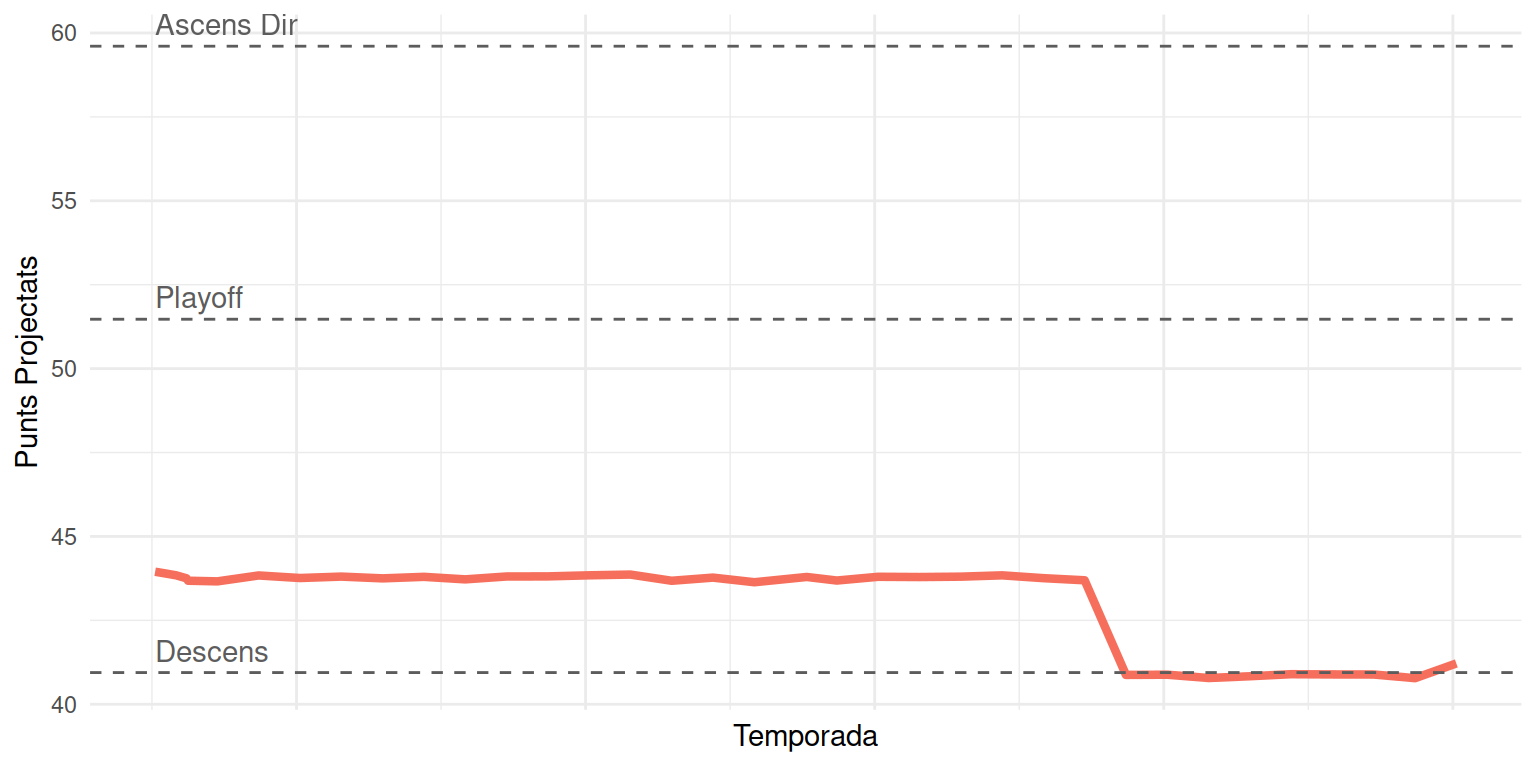 Ascens Dir
60
55
Playoff
50
45
Descens
40
Punts Projectats
Temporada